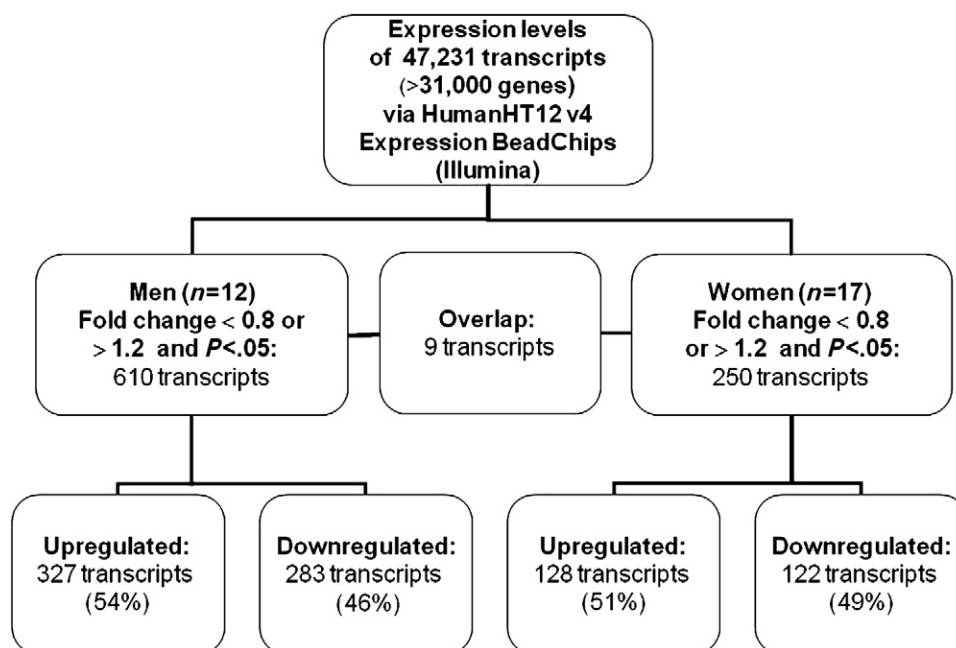 Expression levels
of 47,231 transcripts
(>31,000 genes)
via HumanHT12 v4
Expression BeadChips
(Illumina)
Men (n=12)
Fold change < 0.8 or
> 1.2 and P<.05:
610 transcripts
Overlap:
9 transcripts
Women (n=17)
Fold change < 0.8
or > 1.2 and P<.05:
250 transcripts
Upregulated:
327 transcripts
(54%)
Downregulated:
283 transcripts
(46%)
Upregulated:
128 transcripts
(51%)
Downregulated:
122 transcripts
(49%)